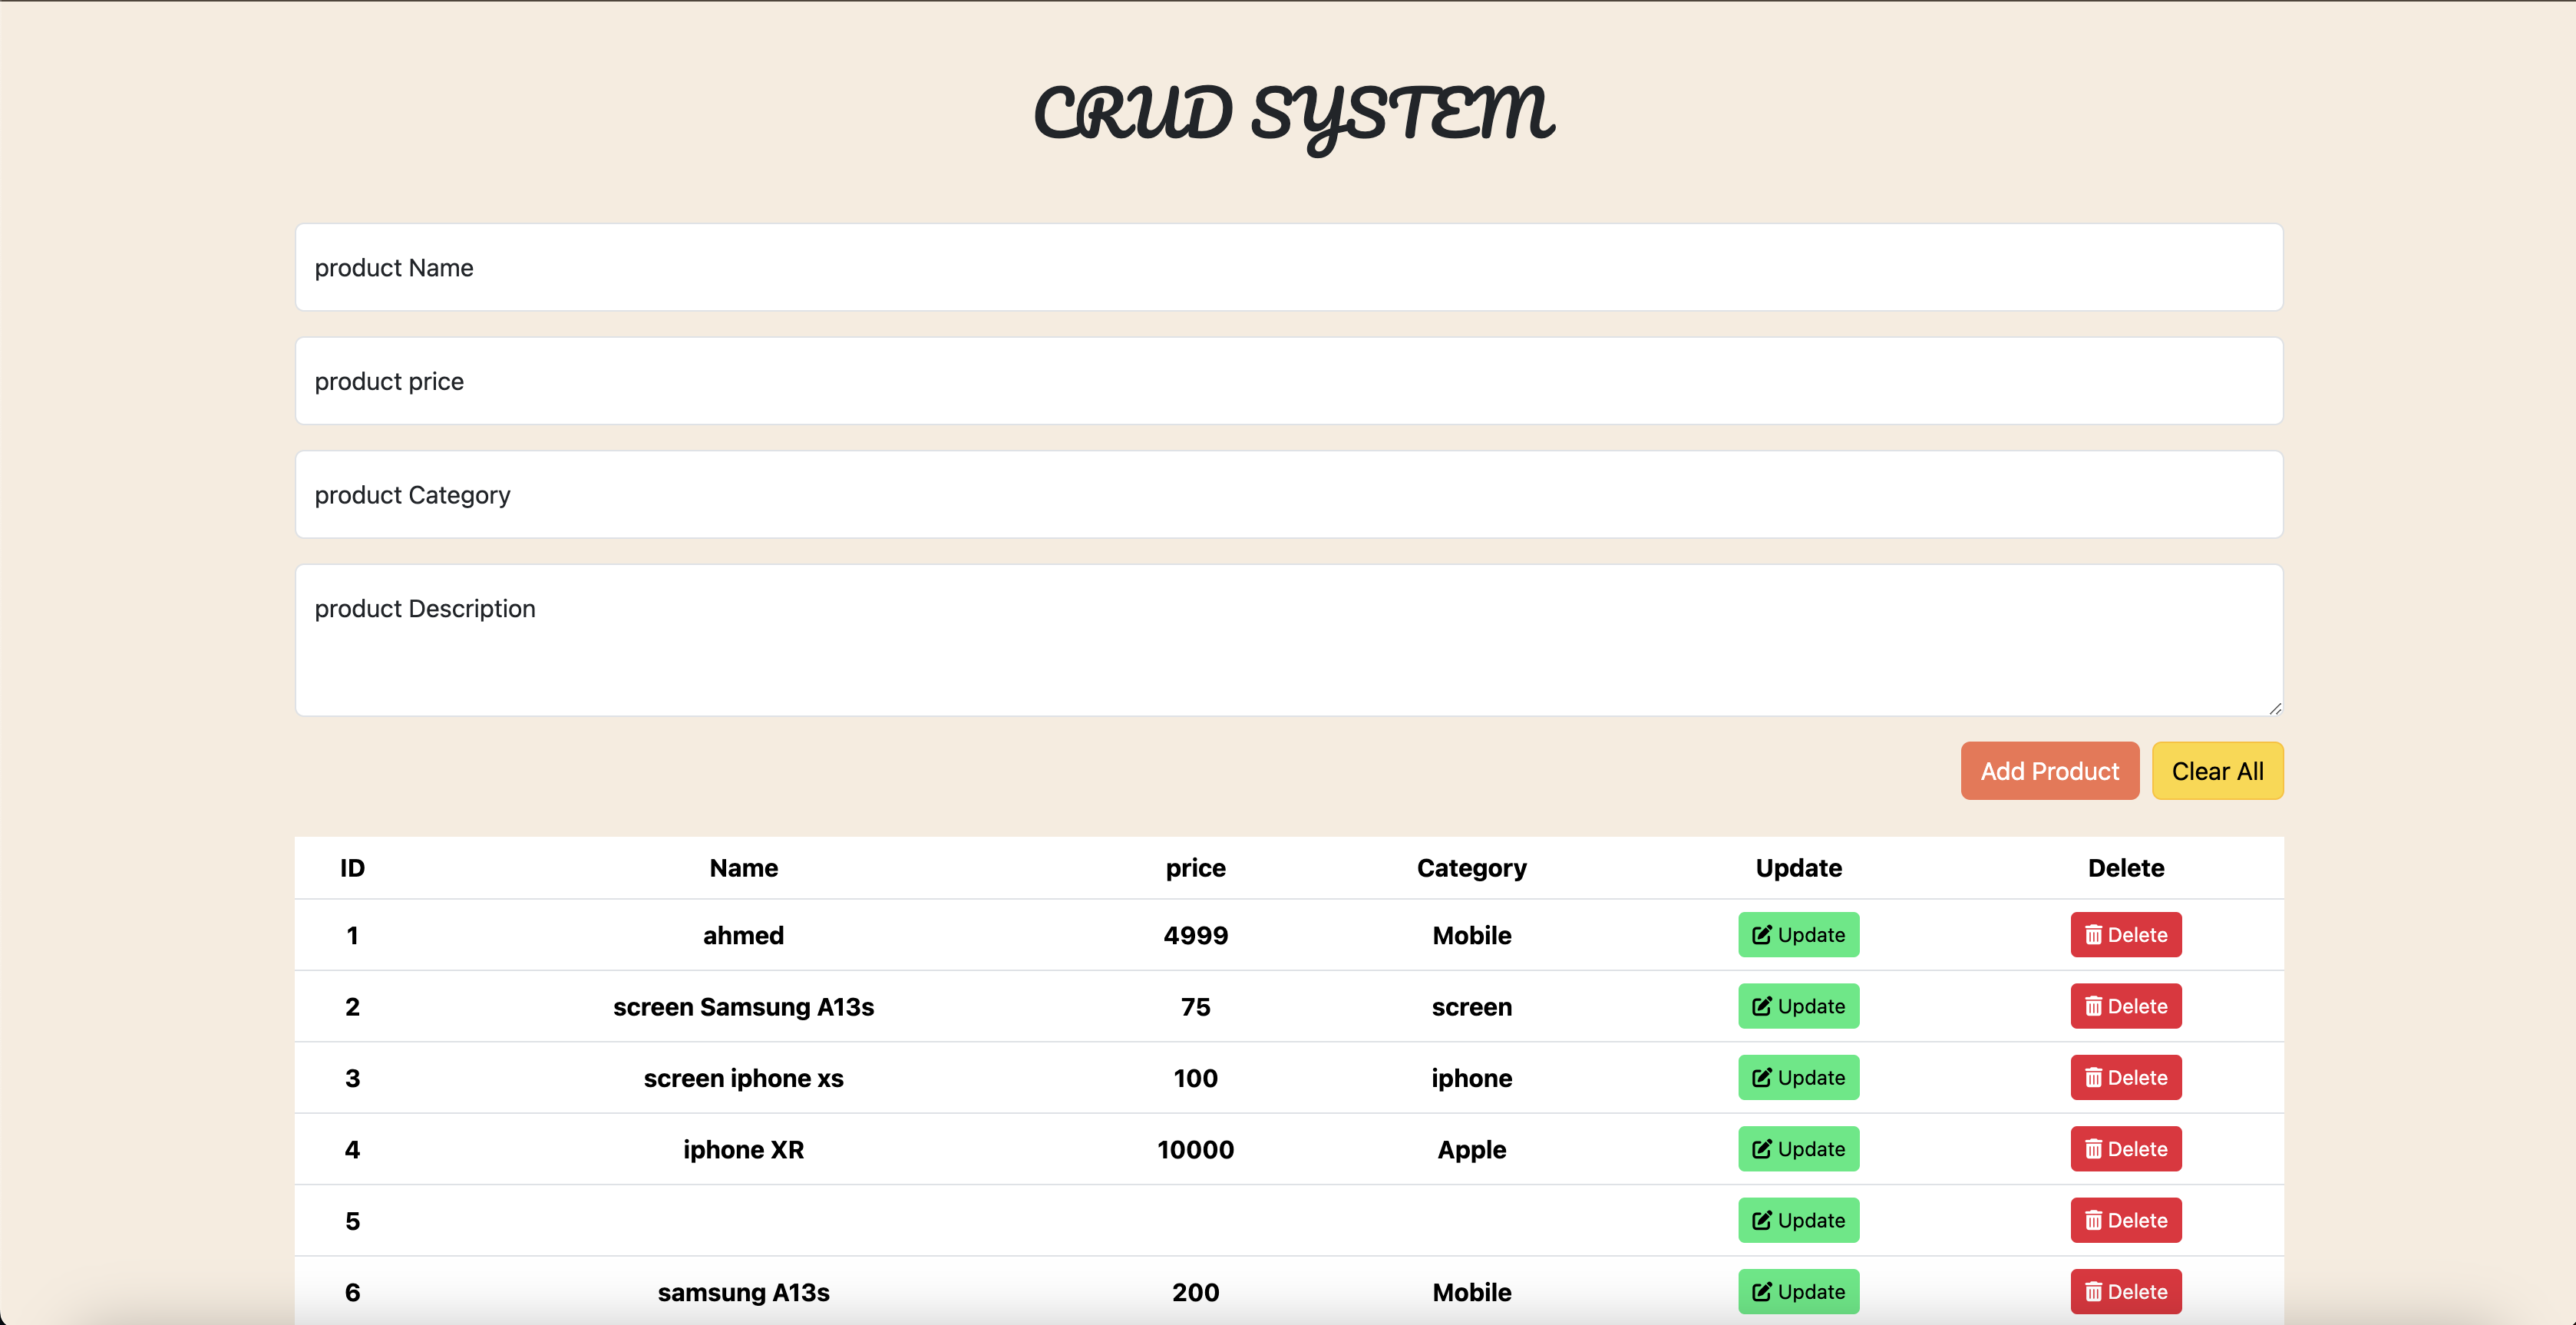 CRUD SYSTEM
product Name
product price
product Category
product Description
Add Product Clear All
ID Name price Category Update Delete
1 ahmed 4999 Mobile Update Delete
2 screen Samsung A13s 75 screen Update Delete
3 screen iphone xs 100 iphone Update Delete
4 iphone XR 10000 Apple Update Delete
5 Update Delete
6 samsung A13s 200 Mobile Update Delete